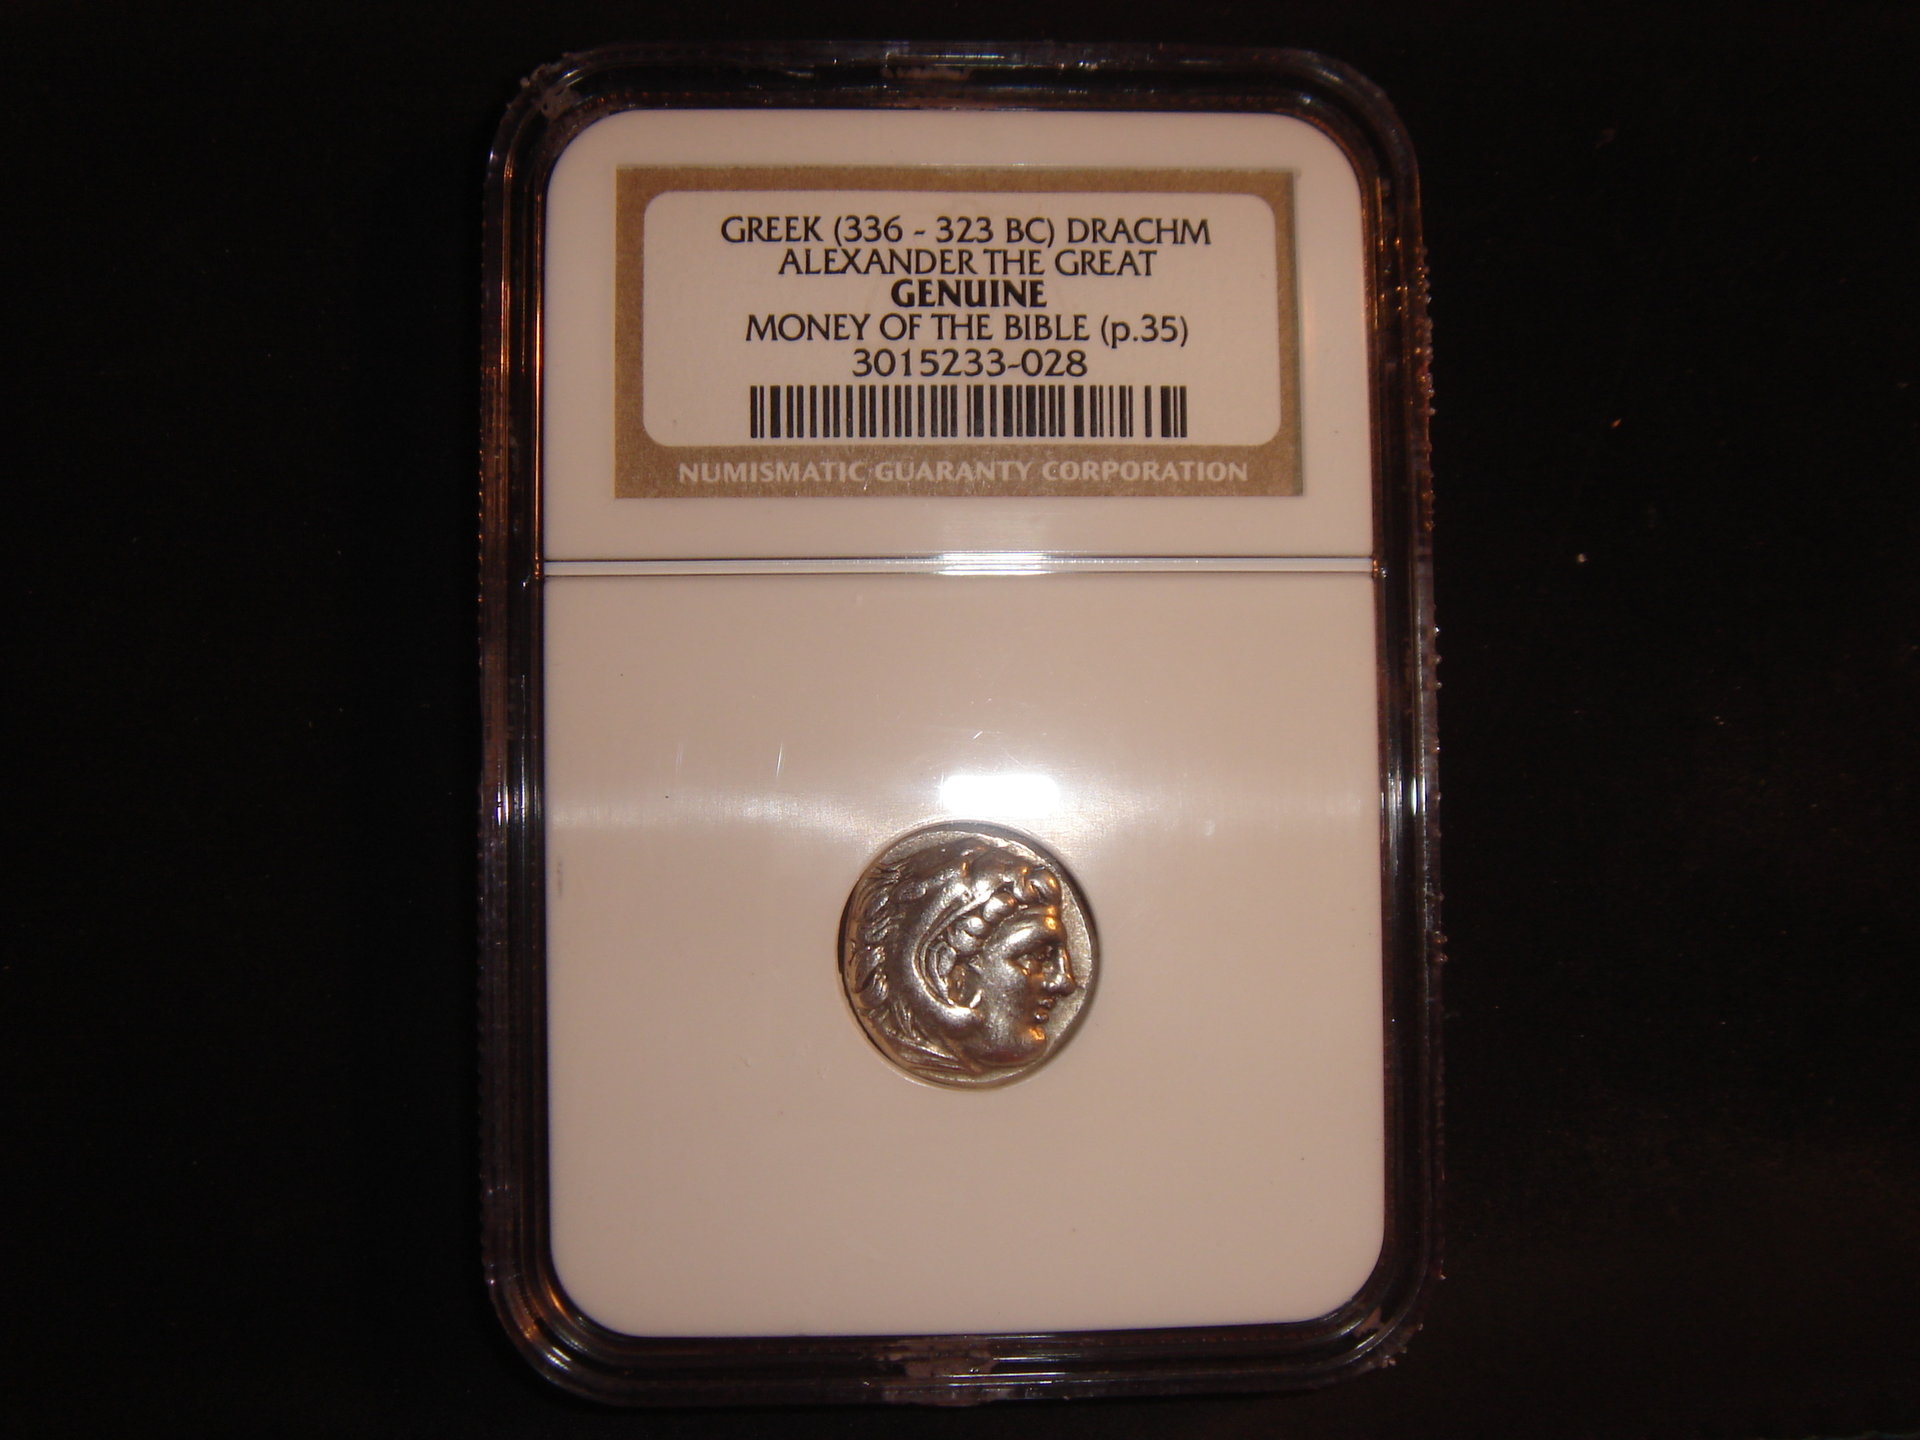 GREEK (336 - 323 BC) DRACHM
ALEXANDER THE GREAT
GENUINE
MONEY OF THE BIBLE (p.35)
3015233-028
NUMISMATIC GUARANTY CORPORATION